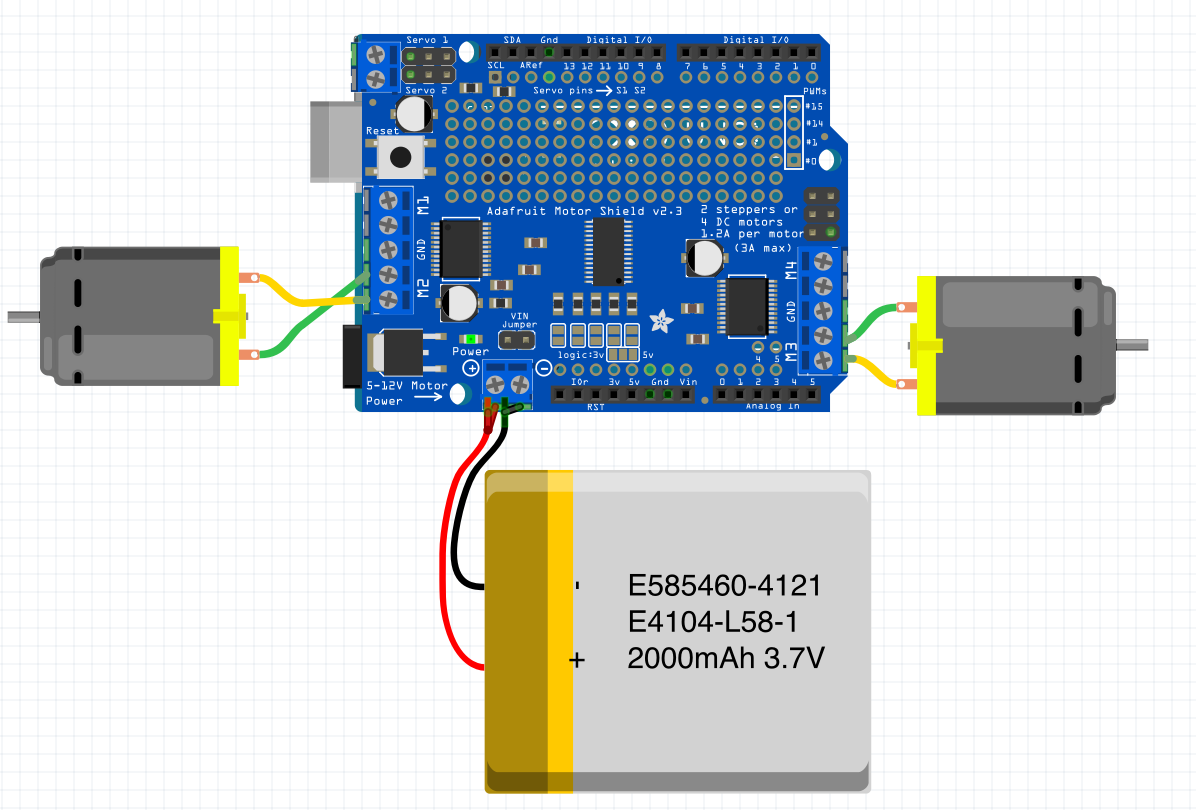 Servo 1
SDA Gnd Digital I/O Digital I/O
SCL ARef 13 12 11 10 9 8 7 6 5 4 3 2 1 0
Servo 2
Servo pins → S1 S2
PWMs
#15
#14
#1
#0
Reset
M1
GND
M2
Adafruit Motor Shield v2.3
2 steppers or
4 DC motors
1.2A per motor
(3A max)
M4
GND
M3
VIN
Jumper
Power
+ −
logic:3v 5v
4 5
5-12V Motor
Power →
IOr 3v 5v Gnd Vin 0 1 2 3 4 5
RST Analog In
- E585460-4121
E4104-L58-1
+ 2000mAh 3.7V